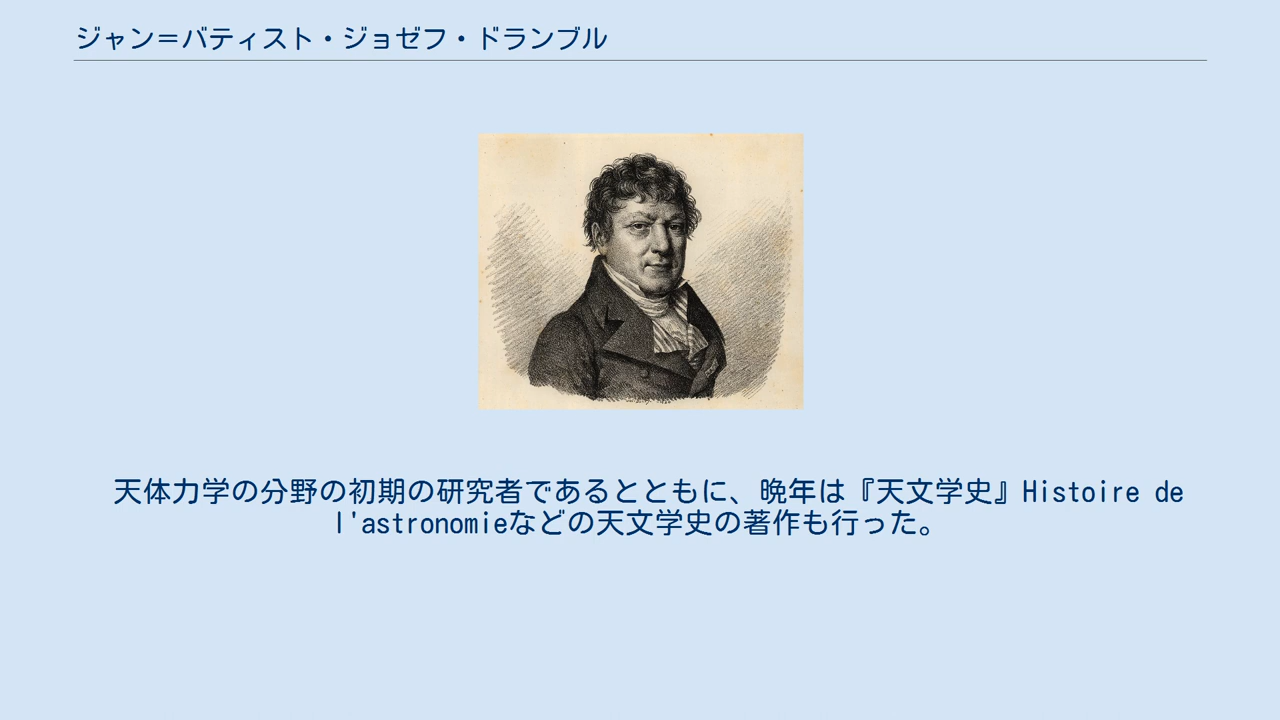 ジャン＝バティスト・ジョゼフ・ドランブル
天体力学の分野の初期の研究者であるとともに、晩年は『天文学史』Histoire de
l'astronomieなどの天文学史の著作も行った。